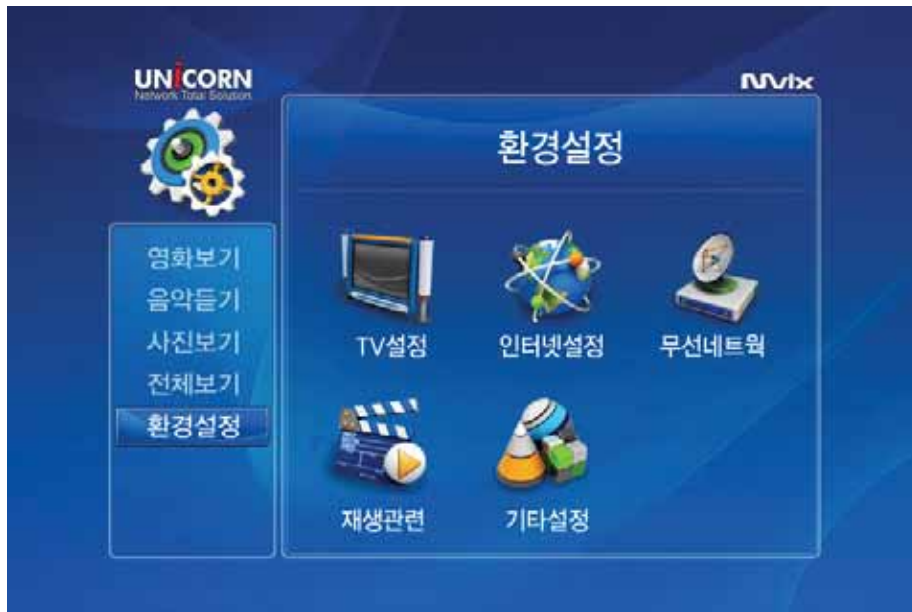 UNiCORN
Network Total Solution
Mvix
환경설정
영화보기
음악듣기
사진보기
전체보기
환경설정
TV설정
인터넷설정
무선네트웍
재생관련
기타설정